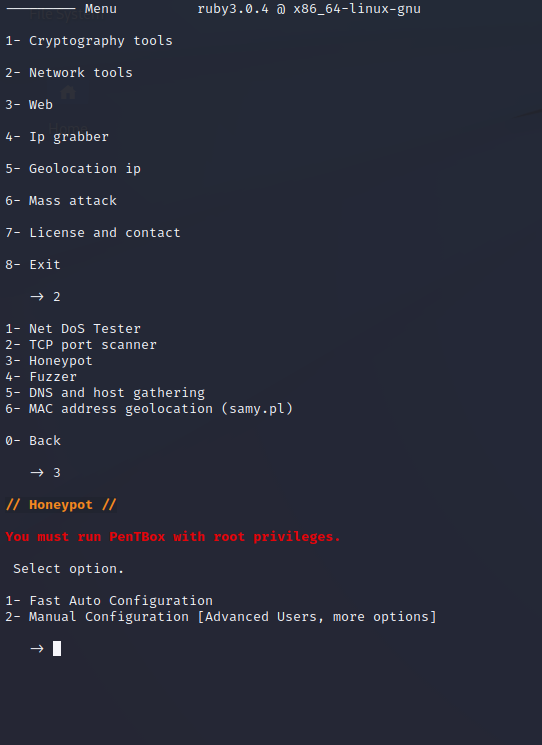 Menu ruby3.0.4 @ x86_64-linux-gnu
1- Cryptography tools
2- Network tools
3- Web
4- Ip grabber
5- Geolocation ip
6- Mass attack
7- License and contact
8- Exit
→ 2
1- Net DoS Tester
2- TCP port scanner
3- Honeypot
4- Fuzzer
5- DNS and host gathering
6- MAC address geolocation (samy.pl)
0- Back
→ 3
// Honeypot //
You must run PenTBox with root privileges.
Select option.
1- Fast Auto Configuration
2- Manual Configuration [Advanced Users, more options]
→